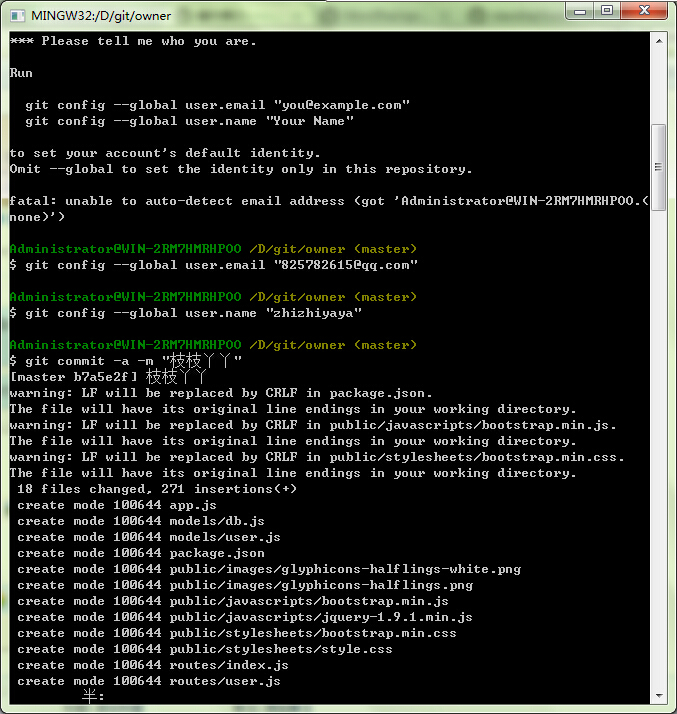 MINGW32:/D/git/owner
*** Please tell me who you are.
Run
git config --global user.email "you@example.com"
git config --global user.name "Your Name"
to set your account's default identity.
Omit --global to set the identity only in this repository.
fatal: unable to auto-detect email address (got 'Administrator@WIN-2RM7HMRHPOO.(
none)')
Administrator@WIN-2RM7HMRHPOO /D/git/owner (master)
$ git config --global user.email "825782615@qq.com"
Administrator@WIN-2RM7HMRHPOO /D/git/owner (master)
$ git config --global user.name "zhizhiyaya"
Administrator@WIN-2RM7HMRHPOO /D/git/owner (master)
$ git commit -a -m "枝枝丫丫"
[master b7a5e2f] 枝枝丫丫
warning: LF will be replaced by CRLF in package.json.
The file will have its original line endings in your working directory.
warning: LF will be replaced by CRLF in public/javascripts/bootstrap.min.js.
The file will have its original line endings in your working directory.
warning: LF will be replaced by CRLF in public/stylesheets/bootstrap.min.css.
The file will have its original line endings in your working directory.
18 files changed, 271 insertions(+)
create mode 100644 app.js
create mode 100644 models/db.js
create mode 100644 models/user.js
create mode 100644 package.json
create mode 100644 public/images/glyphicons-halflings-white.png
create mode 100644 public/images/glyphicons-halflings.png
create mode 100644 public/javascripts/bootstrap.min.js
create mode 100644 public/javascripts/jquery-1.9.1.min.js
create mode 100644 public/stylesheets/bootstrap.min.css
create mode 100644 public/stylesheets/style.css
create mode 100644 routes/index.js
create mode 100644 routes/user.js
半: